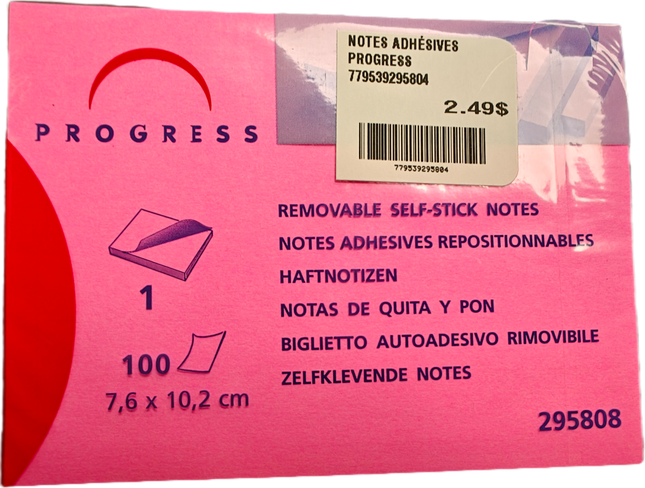 PROGRESS
NOTES ADHÉSIVES
PROGRESS
779539295804
2.49$
779539295804
REMOVABLE SELF-STICK NOTES
NOTES ADHESIVES REPOSITIONNABLES
HAFTNOTIZEN
NOTAS DE QUITA Y PON
BIGLIETTO AUTOADESIVO RIMOVIBILE
ZELFKLEVENDE NOTES
1
100
7,6 x 10,2 cm
295808